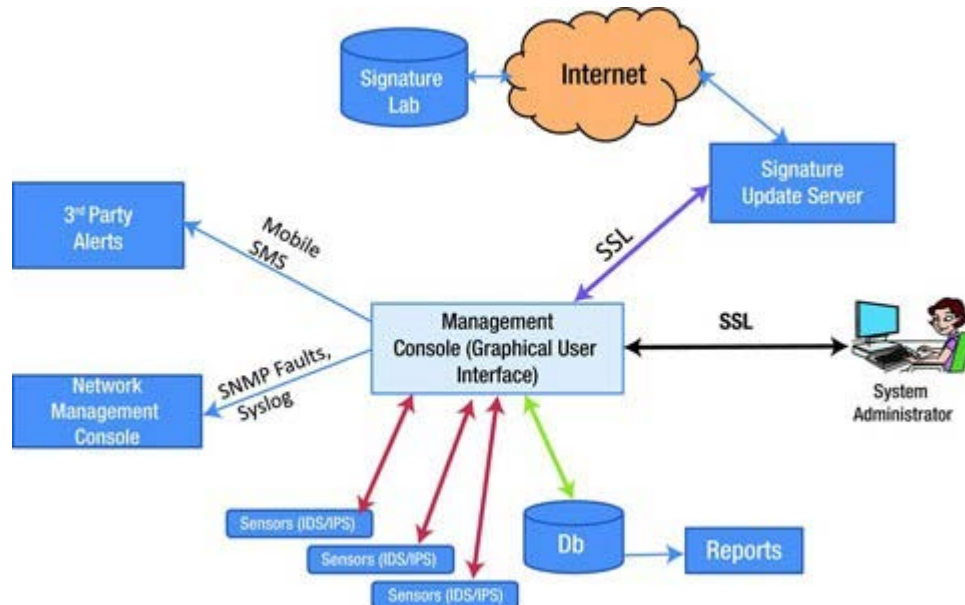 Signature
Lab
Internet
Signature
Update Server
3rd Party
Alerts
Mobile
SMS
SSL
Management
Console (Graphical User
Interface)
SSL
System
Administrator
Network
Management
Console
SNMP Faults,
Syslog
Sensors (IDS/IPS)
Sensors (IDS/IPS)
Sensors (IDS/IPS)
Db
Reports